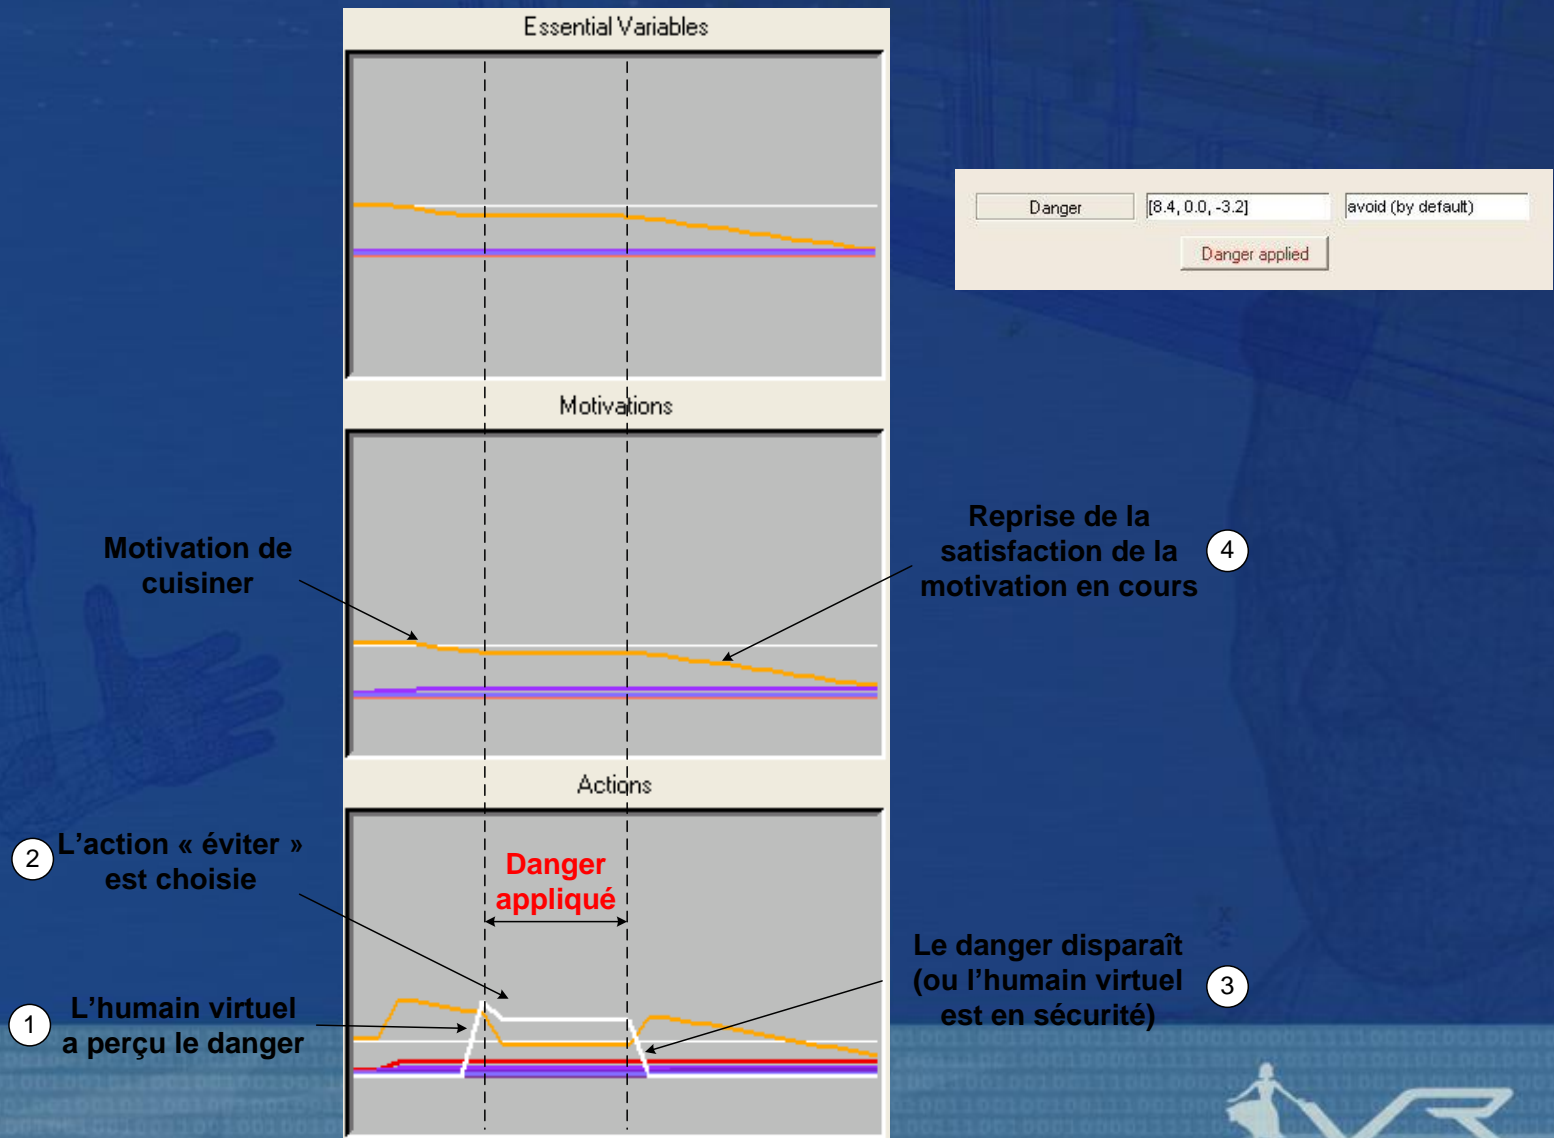 Essential Variables
Danger
[8.4, 0.0, -3.2]
avoid (by default)
Danger applied
Motivations
Motivation de
cuisiner
Reprise de la
satisfaction de la
motivation en cours
4
Actions
2
L’action « éviter »
est choisie
Danger
appliqué
1
L’humain virtuel
a perçu le danger
Le danger disparaît
(ou l’humain virtuel
est en sécurité)
3
VR